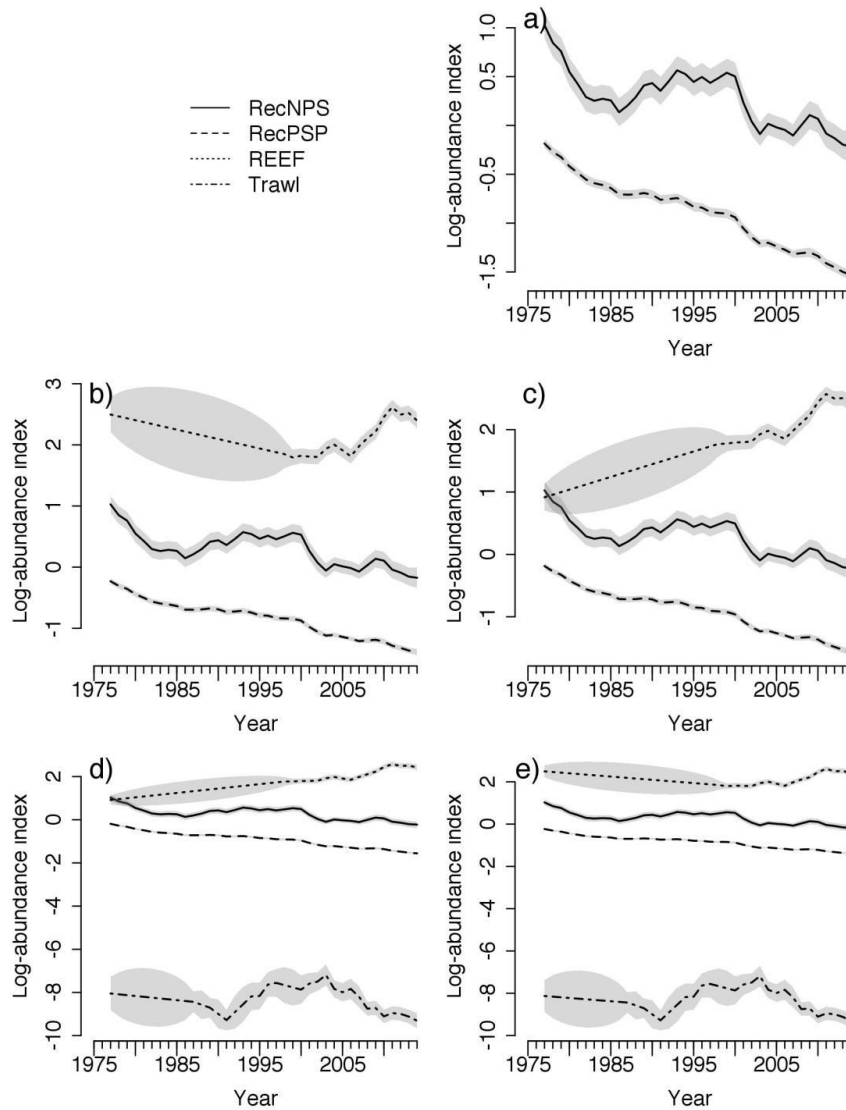 RecNPS
RecPSP
REEF
Trawl
a)
Log-abundance index
1.0
0.5
-0.5
-1.5
1975 1985 1995 2005
Year
b)
Log-abundance index
3
2
1
0
-1
1975 1985 1995 2005
Year
c)
Log-abundance index
2
1
0
-1
1975 1985 1995 2005
Year
d)
Log-abundance index
2
0
-2
-4
-6
-8
-10
1975 1985 1995 2005
Year
e)
Log-abundance index
2
0
-2
-4
-6
-8
-10
1975 1985 1995 2005
Year